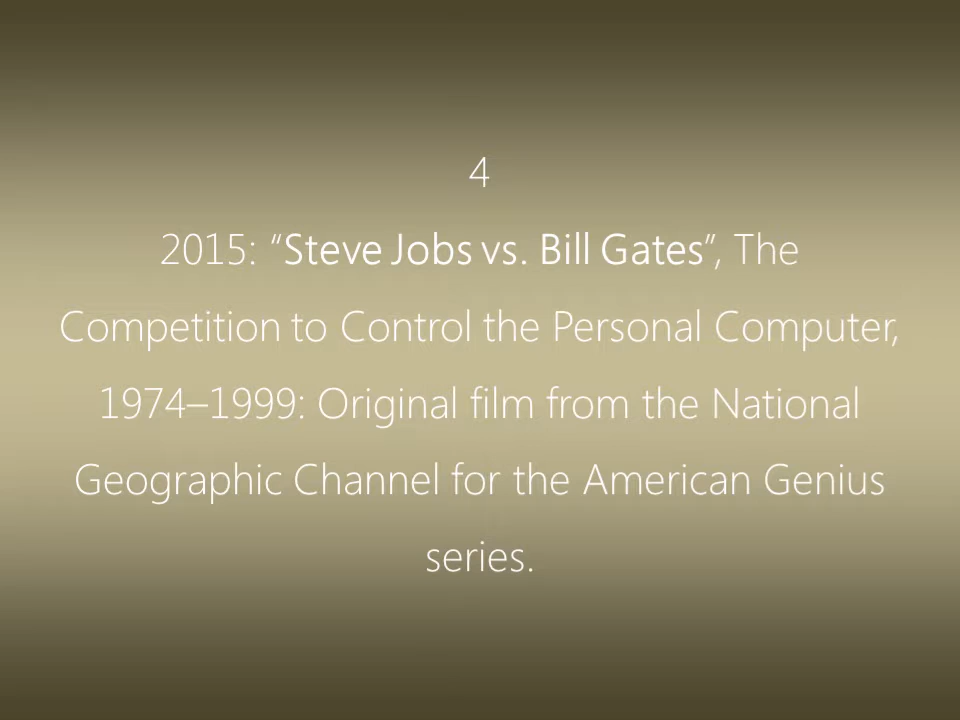 4
2015: “Steve Jobs vs. Bill Gates”, The
Competition to Control the Personal Computer,
1974–1999: Original film from the National
Geographic Channel for the American Genius
series.